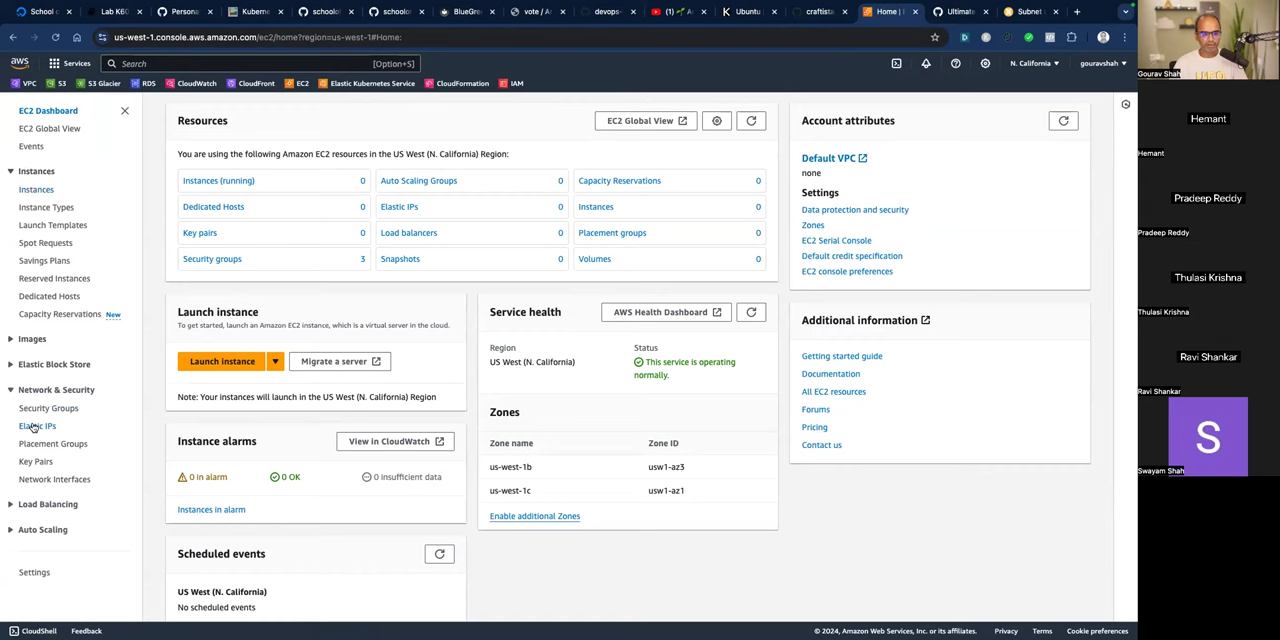 School o
Lab K60
Persona
Kuberne
schoolo
schoolor
BlueGre
vote / A
devops-
(1)
Ubuntu
craftista
Home |
Ultimate
Subnet
us-west-1.console.aws.amazon.com/ec2/home?region=us-west-1#Home:
aws
Services
Search
[Option+S]
N. California
gouravshah
VPC
S3
S3 Glacier
RDS
CloudWatch
CloudFront
EC2
Elastic Kubernetes Service
CloudFormation
IAM
EC2 Dashboard
EC2 Global View
Events
Instances
Instances
Instance Types
Launch Templates
Spot Requests
Savings Plans
Reserved Instances
Dedicated Hosts
Capacity Reservations New
Images
Elastic Block Store
Network & Security
Security Groups
Elastic IPs
Placement Groups
Key Pairs
Network Interfaces
Load Balancing
Auto Scaling
Settings
Resources
EC2 Global View
You are using the following Amazon EC2 resources in the US West (N. California) Region:
Instances (running) 0
Auto Scaling Groups 0
Capacity Reservations 0
Dedicated Hosts 0
Elastic IPs 0
Instances 0
Key pairs 0
Load balancers 0
Placement groups 0
Security groups 3
Snapshots 0
Volumes 0
Launch instance
To get started, launch an Amazon EC2 instance, which is a virtual server in the cloud.
Launch instance
Migrate a server
Note: Your instances will launch in the US West (N. California) Region
Instance alarms
View in CloudWatch
0 in alarm
0 OK
0 insufficient data
Instances in alarm
Scheduled events
US West (N. California)
No scheduled events
Service health
AWS Health Dashboard
Region
US West (N. California)
Status
This service is operating
normally.
Zones
Zone name Zone ID
us-west-1b usw1-az3
us-west-1c usw1-az1
Enable additional Zones
Account attributes
Default VPC
none
Settings
Data protection and security
Zones
EC2 Serial Console
Default credit specification
EC2 console preferences
Additional information
Getting started guide
Documentation
All EC2 resources
Forums
Pricing
Contact us
CloudShell
Feedback
© 2024, Amazon Web Services, Inc. or its affiliates.
Privacy
Terms
Cookie preferences
Gourav Shah
Hemant
Hemant
Pradeep Reddy
Pradeep Reddy
Thulasi Krishna
Thulasi Krishna
Ravi Shankar
Ravi Shankar
S
Swayam Shah